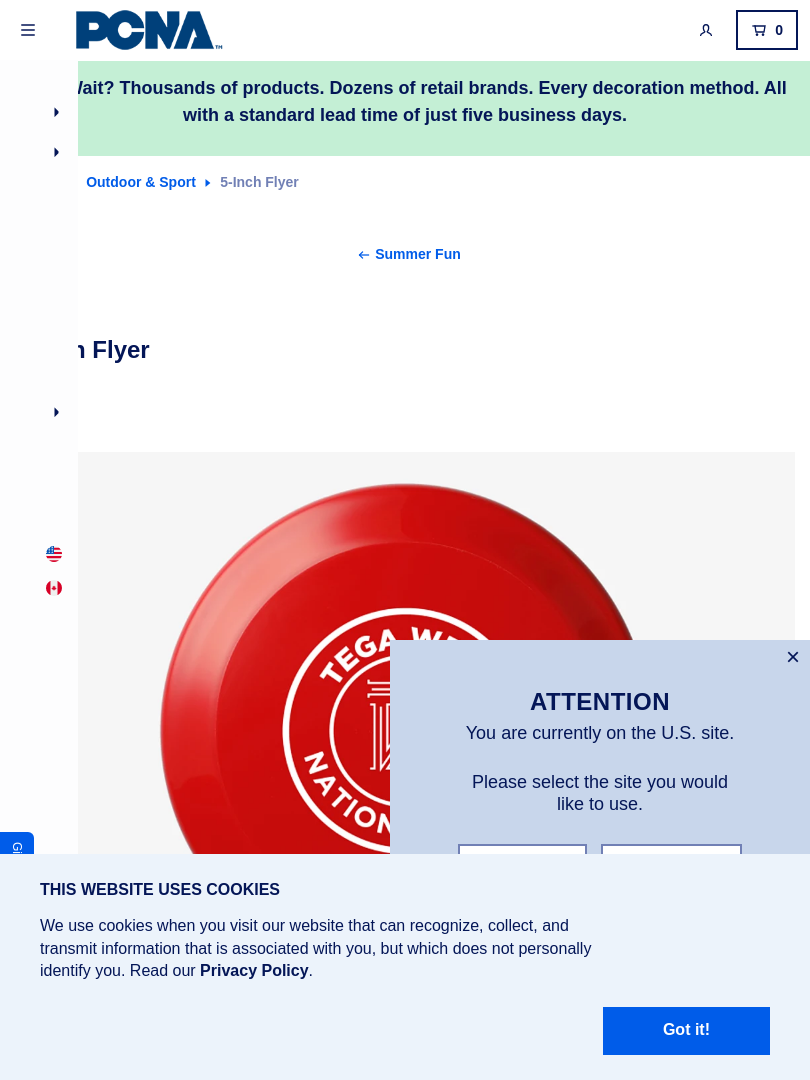 PCNA™
0
Wait? Thousands of products. Dozens of retail brands. Every decoration method. All
with a standard lead time of just five business days.
Outdoor & Sport
5-Inch Flyer
Summer Fun
Flyer
TEGA
NATION
ATTENTION
You are currently on the U.S. site.
Please select the site you would
like to use.
THIS WEBSITE USES COOKIES
We use cookies when you visit our website that can recognize, collect, and
transmit information that is associated with you, but which does not personally
identify you. Read our Privacy Policy.
Got it!